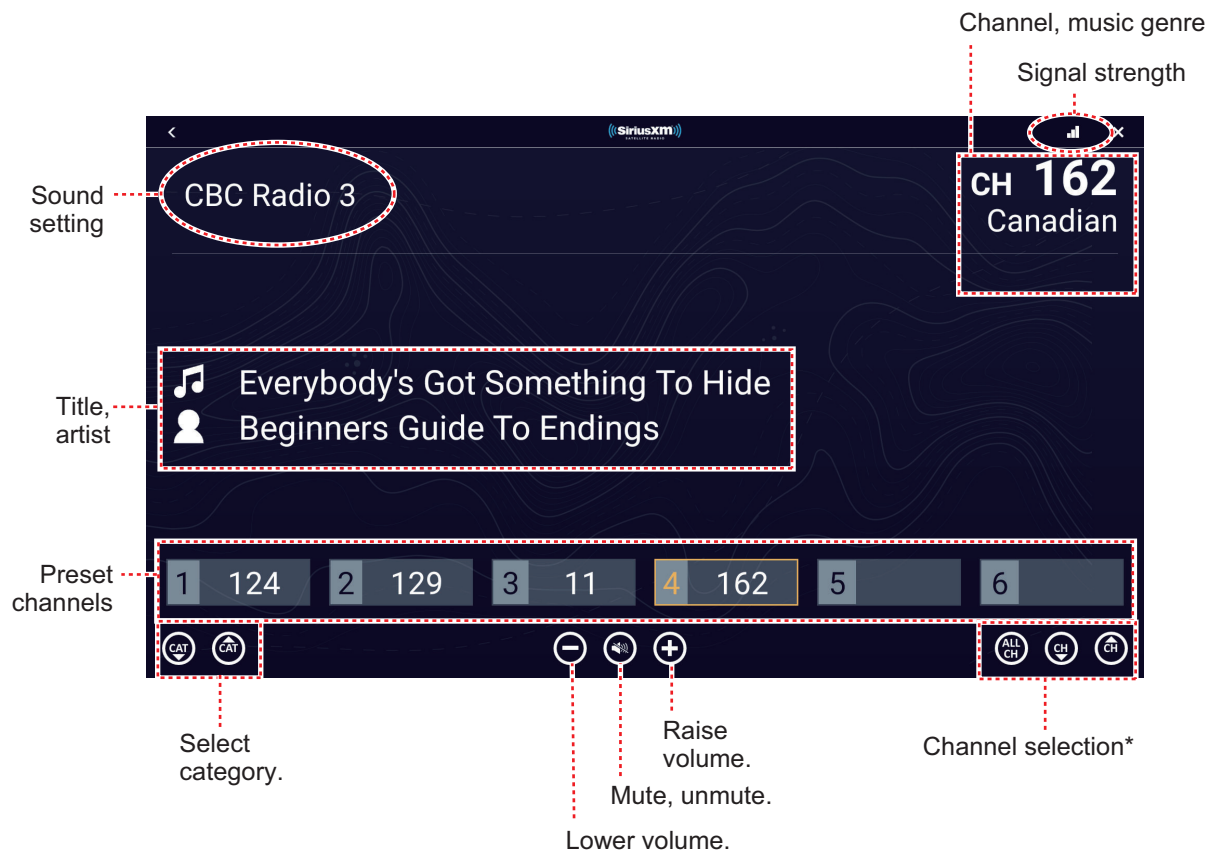 Channel, music genre
Signal strength
((SiriusXM))
SATELLITE RADIO
Sound
setting
CBC Radio 3
CH 162
Canadian
Title,
artist
Everybody's Got Something To Hide
Beginners Guide To Endings
Preset
channels
1 124 2 129 3 11 4 162 5 6
CAT CAT ALL CH CH CH
Select
category.
Raise
volume.
Channel selection*
Mute, unmute.
Lower volume.